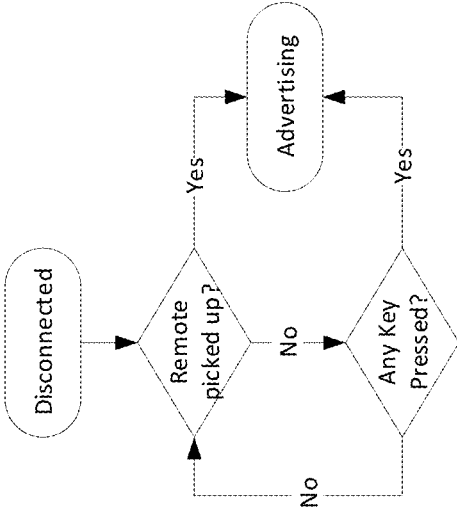 Disconnected
Remote
picked up?
Yes
Advertising
No
Any Key
Pressed?
Yes
No